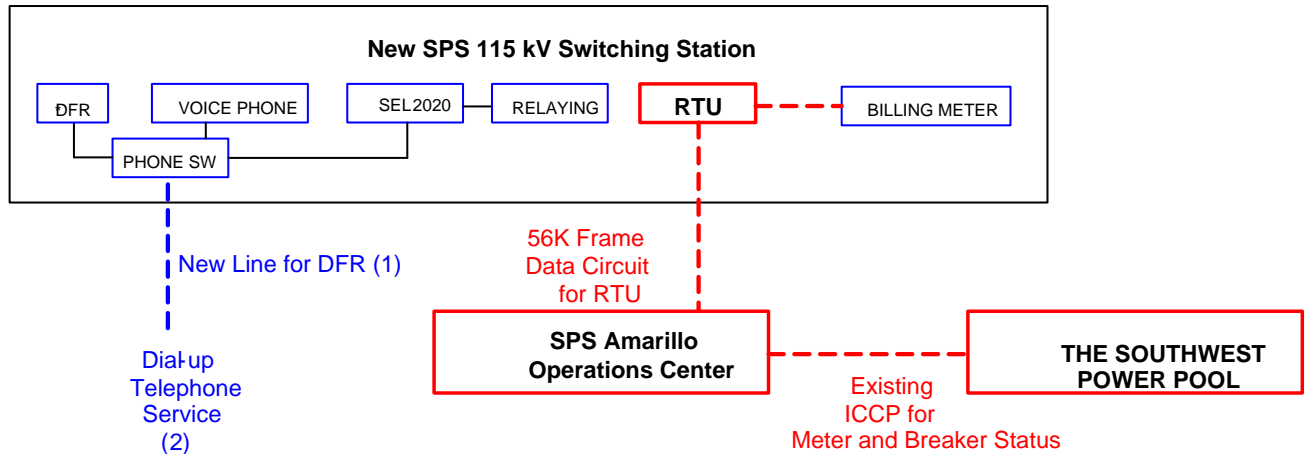 New SPS 115 kV Switching Station
DFR
VOICE PHONE
SEL2020
RELAYING
RTU
BILLING METER
PHONE SW
New Line for DFR (1)
56K Frame
Data Circuit
for RTU
Dial-up
Telephone
Service
(2)
SPS Amarillo
Operations Center
THE SOUTHWEST
POWER POOL
Existing
ICCP for
Meter and Breaker Status